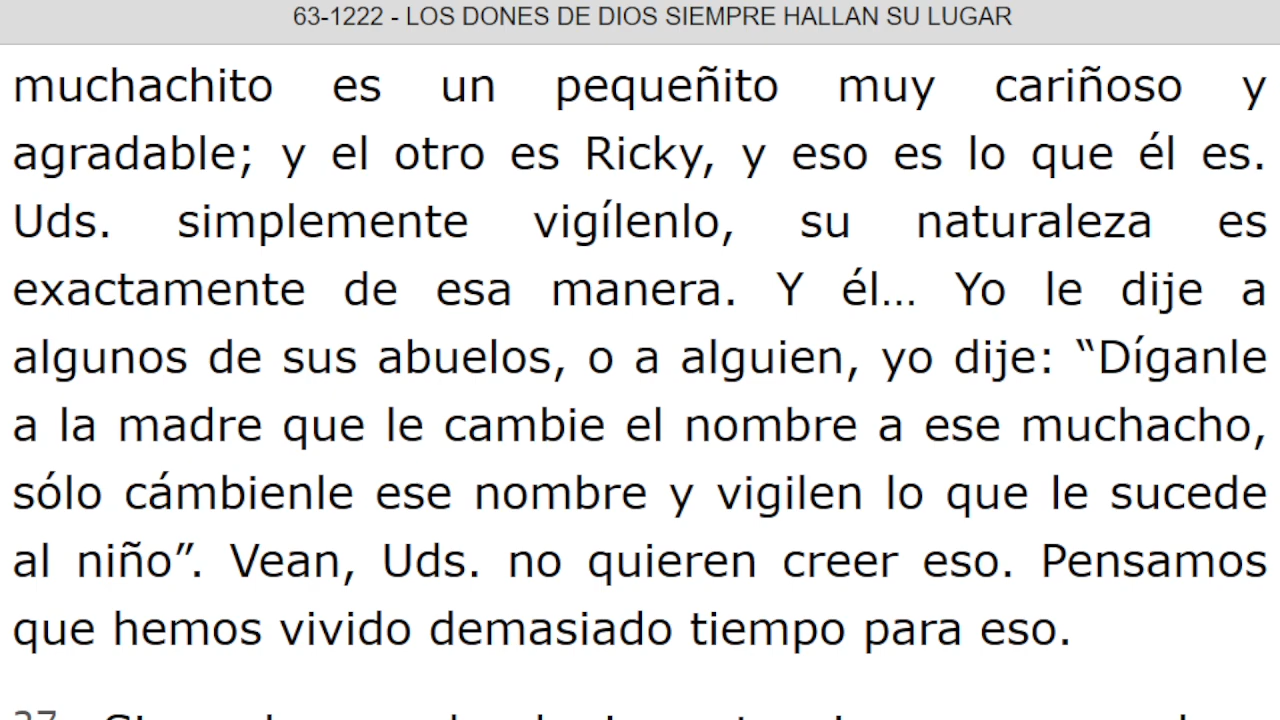 63-1222 - LOS DONES DE DIOS SIEMPRE HALLAN SU LUGAR
muchachito es un pequeñito muy cariñoso y
agradable; y el otro es Ricky, y eso es lo que él es.
Uds. simplemente vigílenlo, su naturaleza es
exactamente de esa manera. Y él... Yo le dije a
algunos de sus abuelos, o a alguien, yo dije: “Díganle
a la madre que le cambie el nombre a ese muchacho,
sólo cámbienle ese nombre y vigilen lo que le sucede
al niño”. Vean, Uds. no quieren creer eso. Pensamos
que hemos vivido demasiado tiempo para eso.